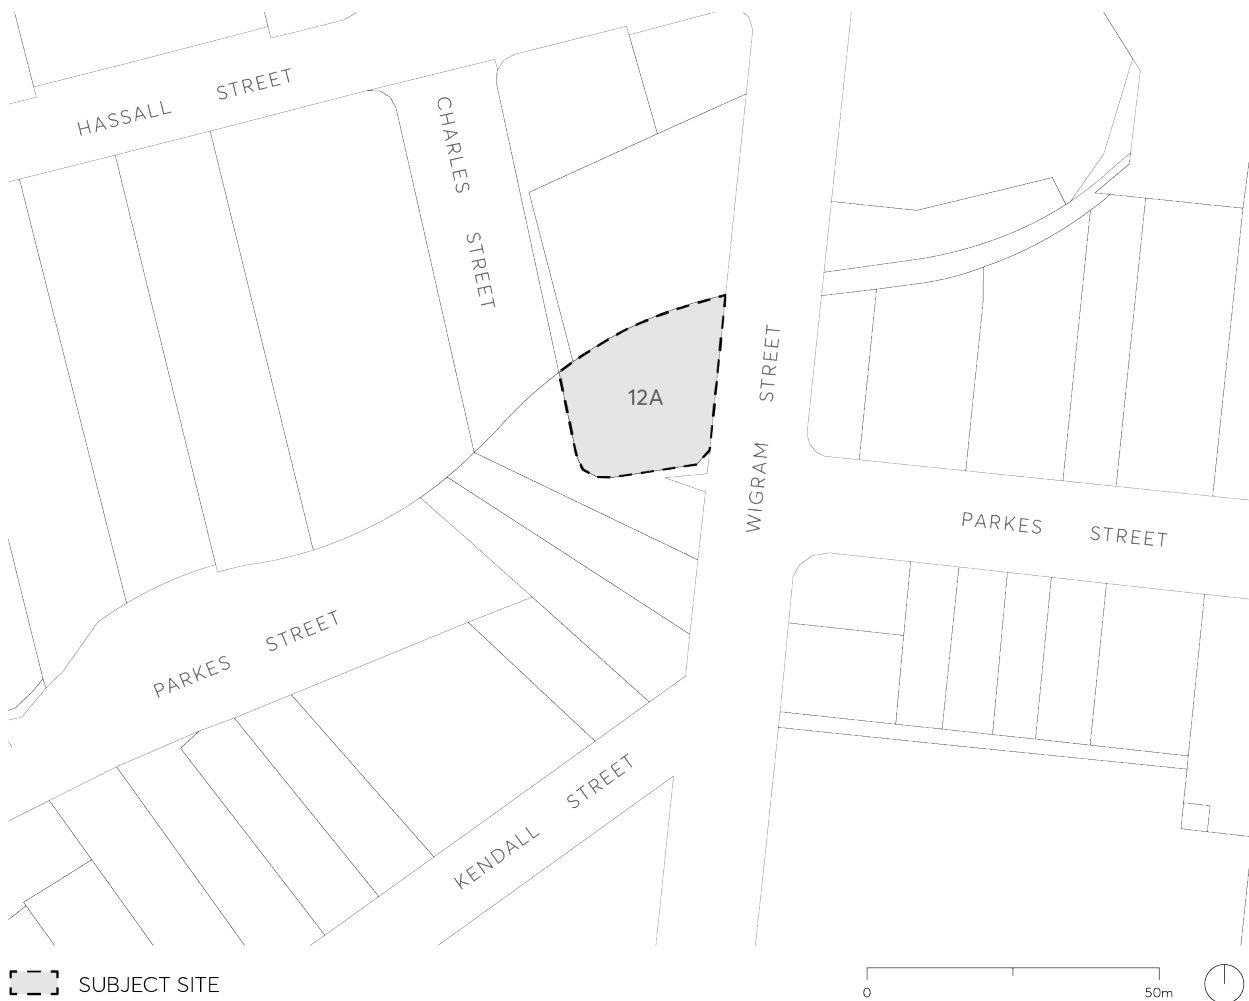 HASSALL STREET
CHARLES STREET
12A
WIGRAM STREET
PARKES STREET
PARKES STREET
KENDALL STREET
SUBJECT SITE
0 50m